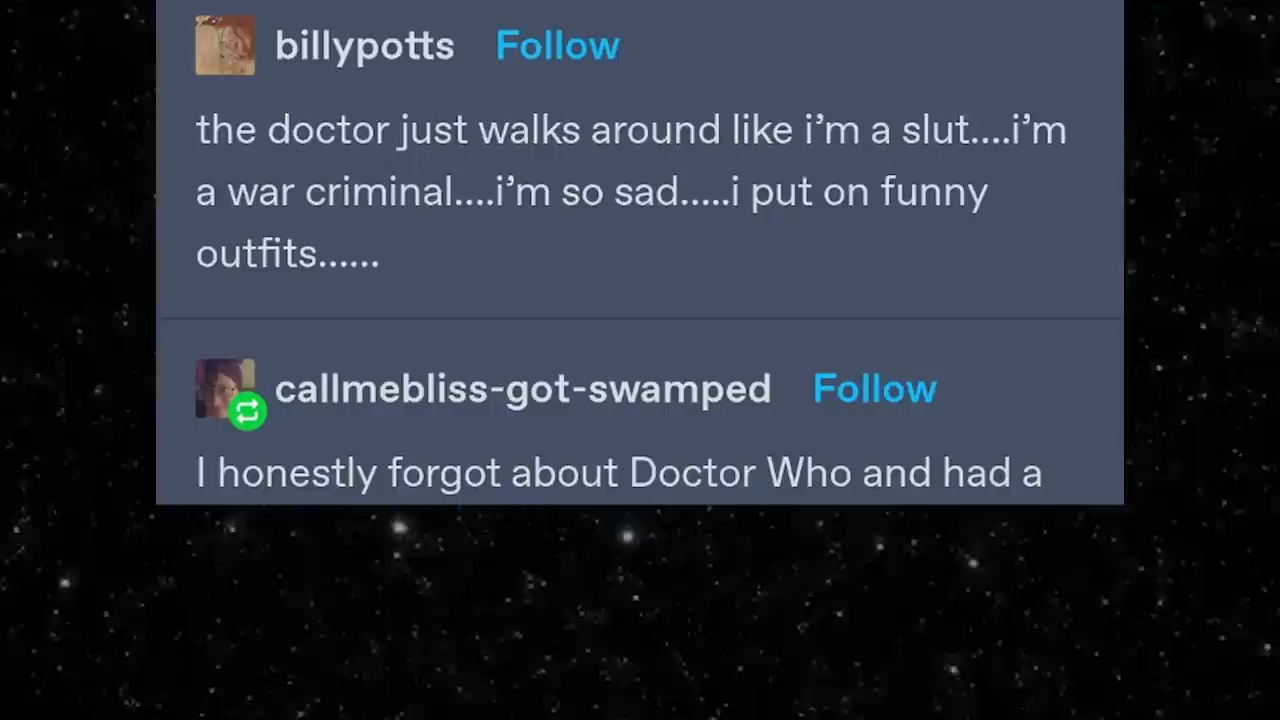 billypotts Follow
the doctor just walks around like i’m a slut....i’m
a war criminal....i’m so sad.....i put on funny
outfits......
callmebliss-got-swamped Follow
I honestly forgot about Doctor Who and had a